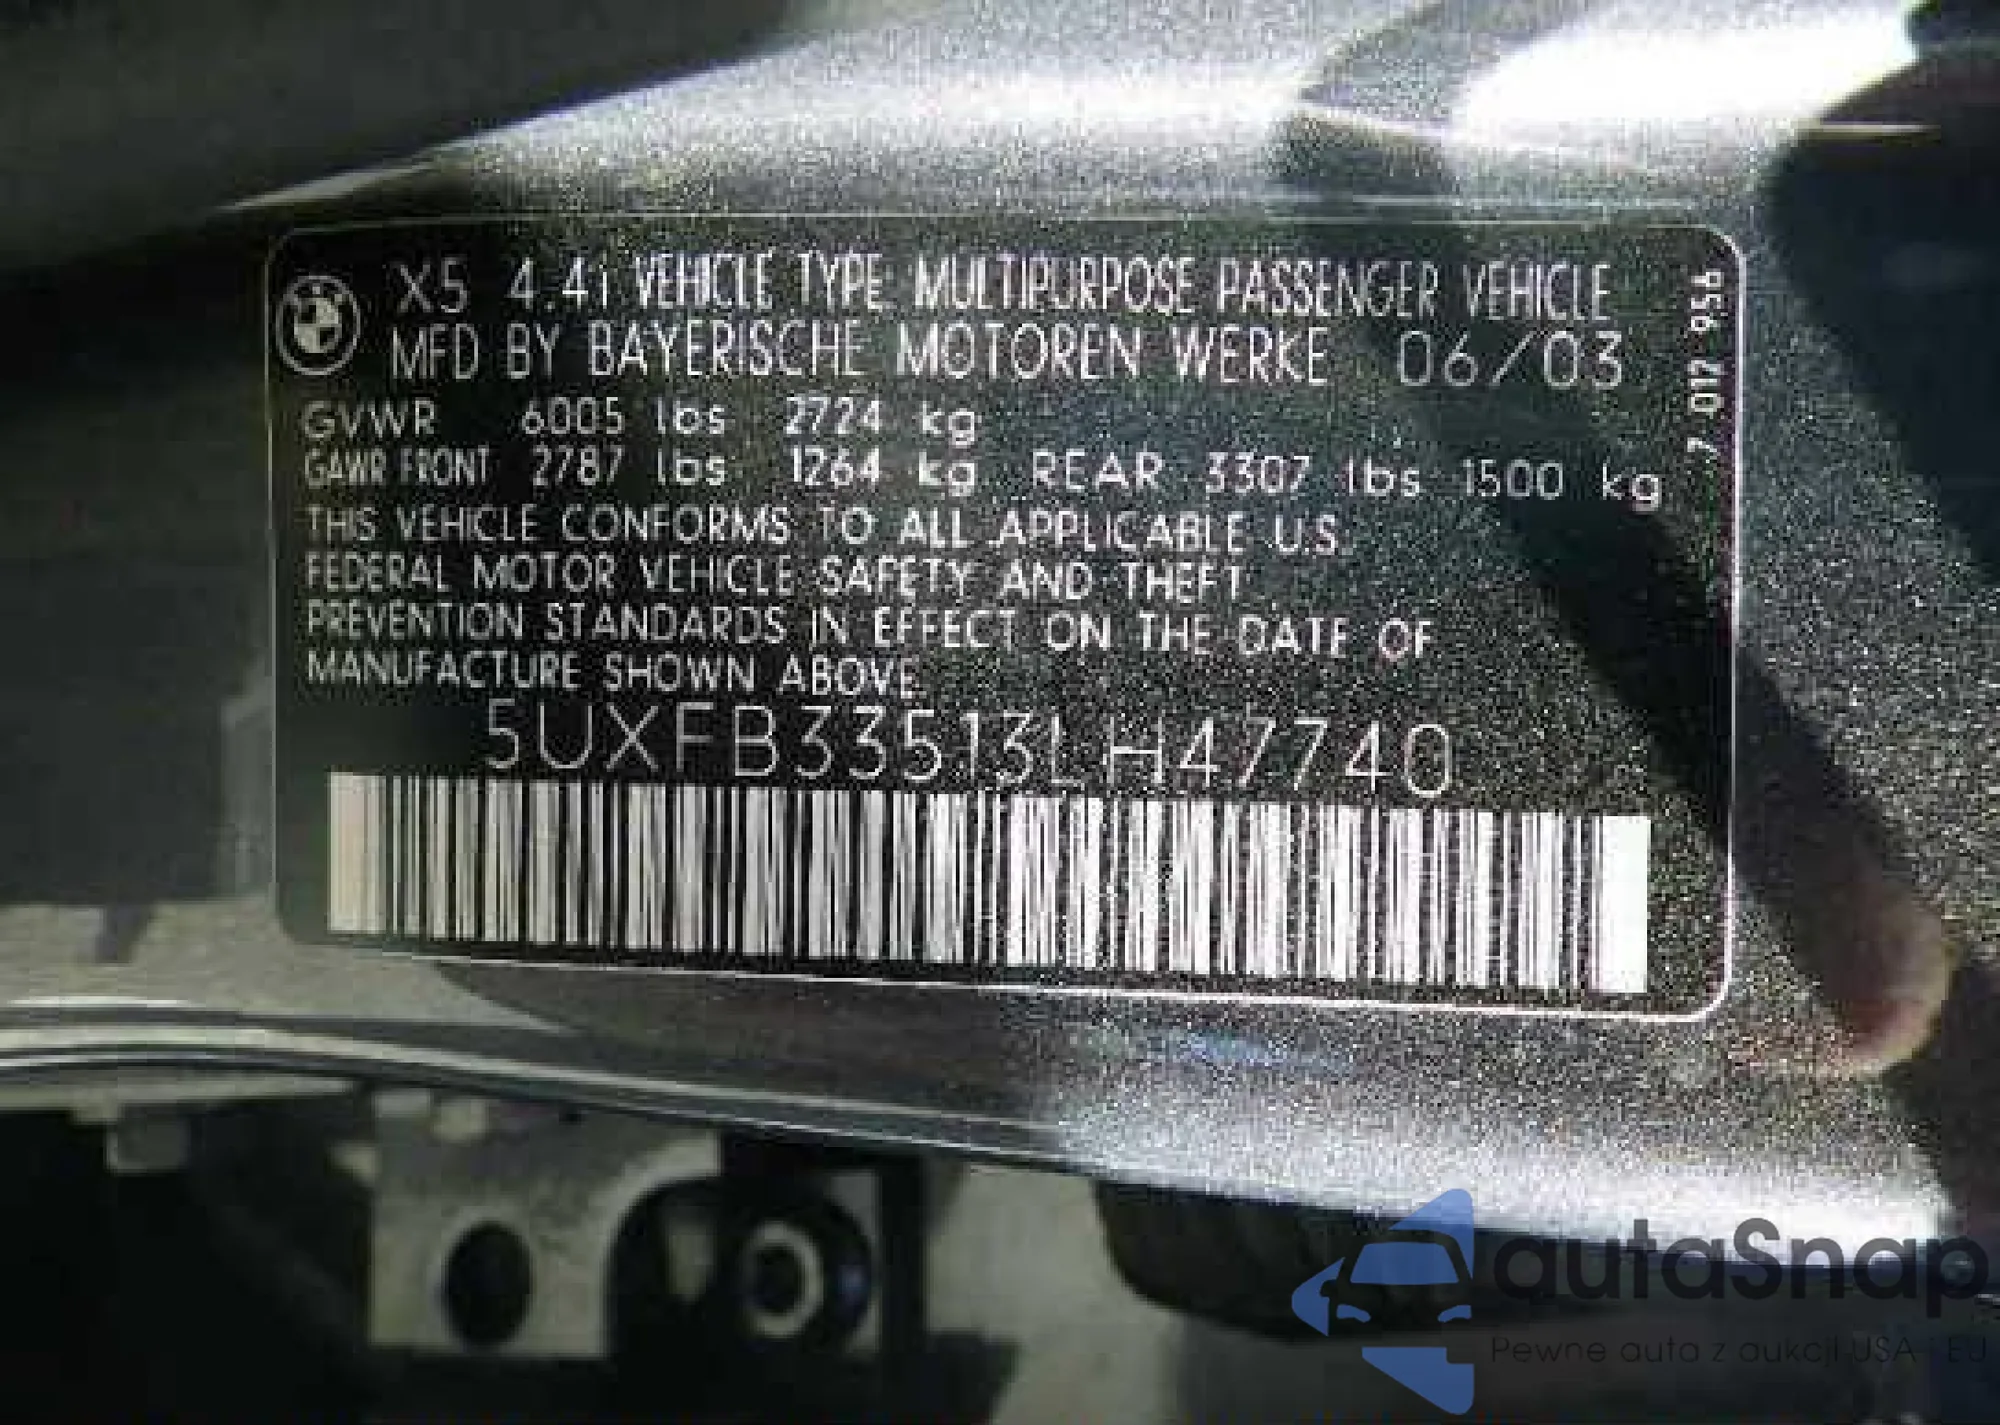 X5 4.4i VEHICLE TYPE: MULTIPURPOSE PASSENGER VEHICLE
MFD BY BAYERISCHE MOTOREN WERKE 06/03
GVWR 6005 lbs 2724 kg
GAWR FRONT 2787 lbs 1264 kg REAR 3307 lbs 1500 kg
THIS VEHICLE CONFORMS TO ALL APPLICABLE U.S.
FEDERAL MOTOR VEHICLE SAFETY AND THEFT
PREVENTION STANDARDS IN EFFECT ON THE DATE OF
MANUFACTURE SHOWN ABOVE.
5UXFB33513LH47740
7 017 956
autaSnap
Pewne auta z aukcji USA i EU